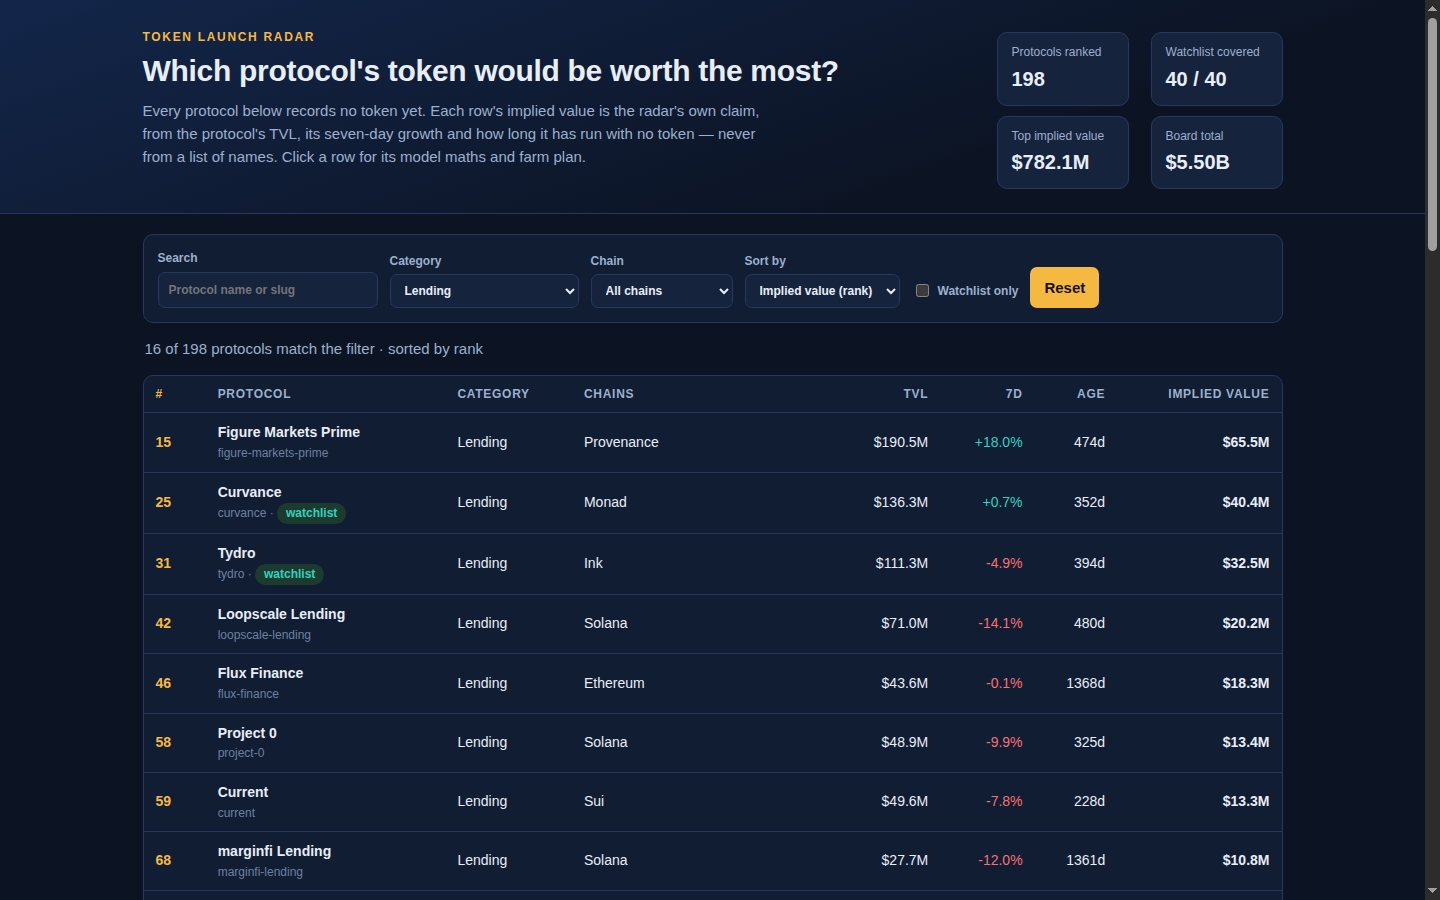 TOKEN LAUNCH RADAR
Which protocol's token would be worth the most?
Every protocol below records no token yet. Each row's implied value is the radar's own claim,
from the protocol's TVL, its seven-day growth and how long it has run with no token — never
from a list of names. Click a row for its model maths and farm plan.
Protocols ranked
198
Watchlist covered
40 / 40
Top implied value
$782.1M
Board total
$5.50B
Search
Protocol name or slug
Category
Lending
Chain
All chains
Sort by
Implied value (rank)
Watchlist only
Reset
16 of 198 protocols match the filter · sorted by rank
# PROTOCOL CATEGORY CHAINS TVL 7D AGE IMPLIED VALUE
15 Figure Markets Prime Lending Provenance $190.5M +18.0% 474d $65.5M
figure-markets-prime
25 Curvance Lending Monad $136.3M +0.7% 352d $40.4M
curvance · watchlist
31 Tydro Lending Ink $111.3M -4.9% 394d $32.5M
tydro · watchlist
42 Loopscale Lending Lending Solana $71.0M -14.1% 480d $20.2M
loopscale-lending
46 Flux Finance Lending Ethereum $43.6M -0.1% 1368d $18.3M
flux-finance
58 Project 0 Lending Solana $48.9M -9.9% 325d $13.4M
project-0
59 Current Lending Sui $49.6M -7.8% 228d $13.3M
current
68 marginfi Lending Lending Solana $27.7M -12.0% 1361d $10.8M
marginfi-lending